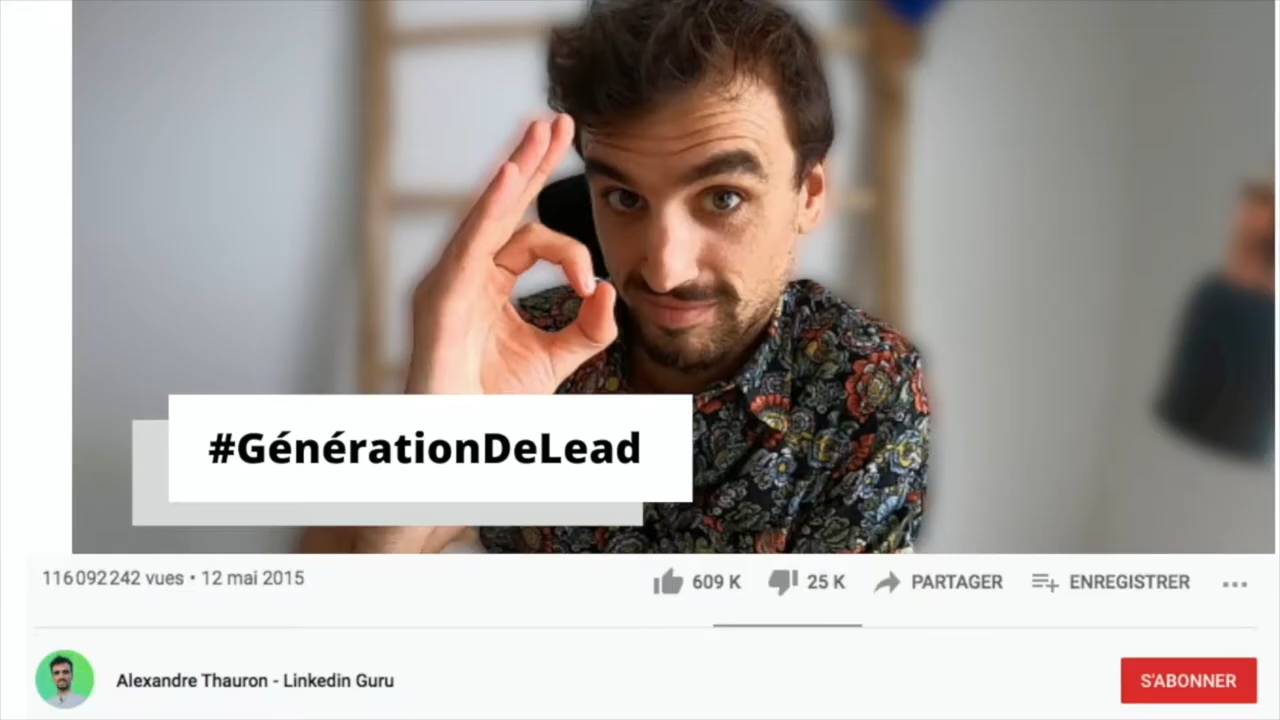 #GénérationDeLead
116 092 242 vues • 12 mai 2015
609 K
25 K
PARTAGER
ENREGISTRER
Alexandre Thauron - Linkedin Guru
S'ABONNER